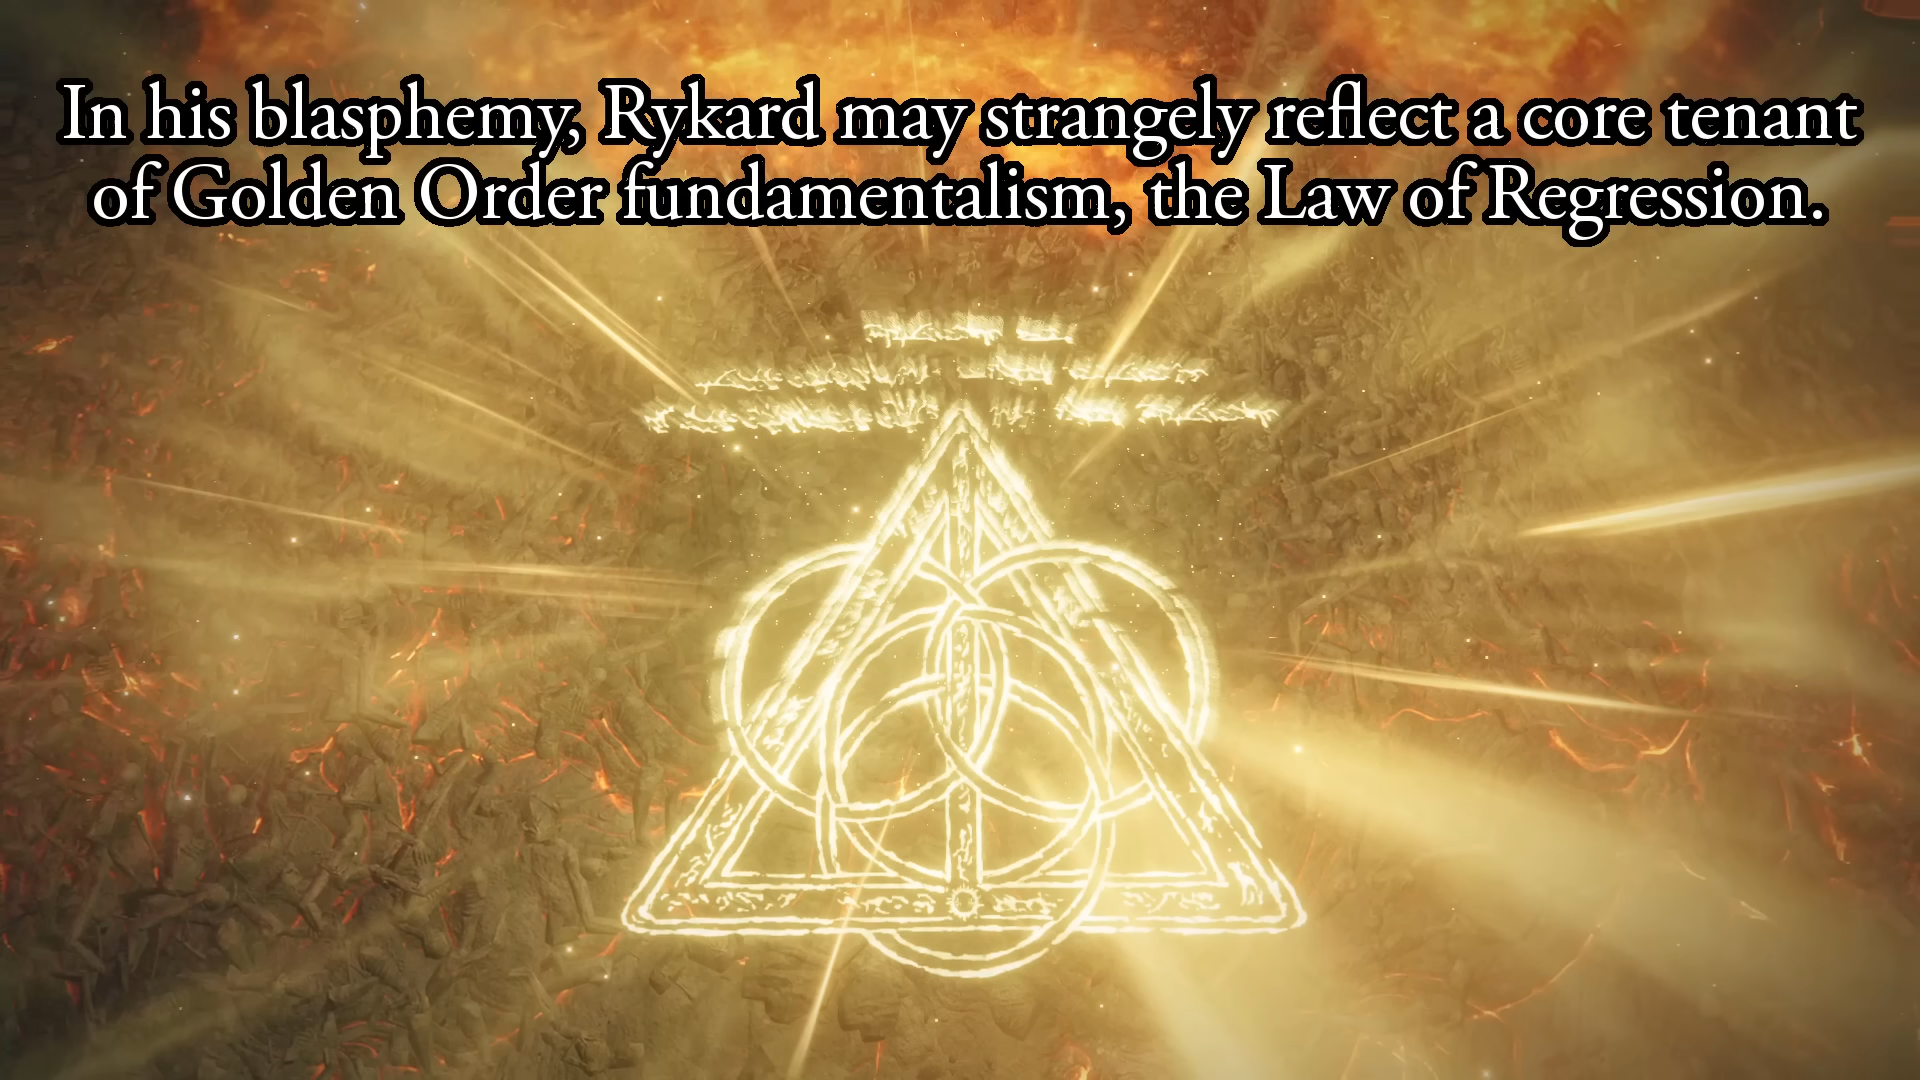 In his blasphemy, Rykard may strangely reflect a core tenant
of Golden Order fundamentalism, the Law of Regression.